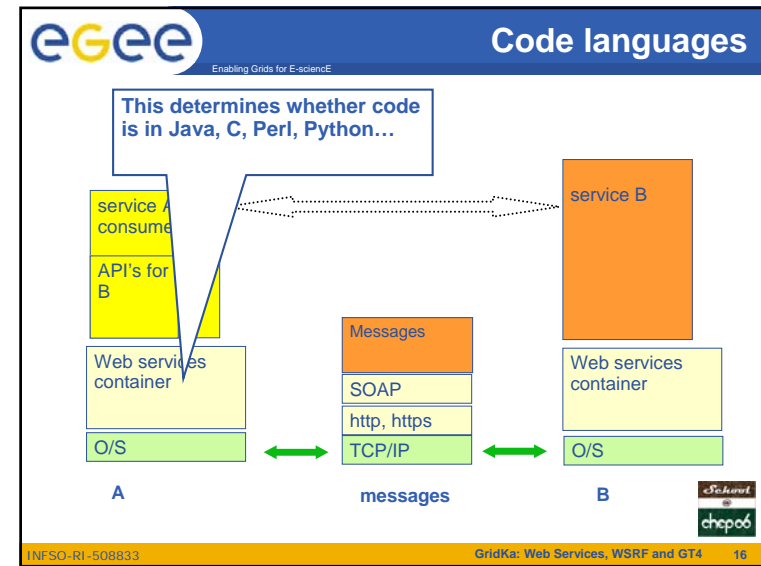 egee
Code languages
Enabling Grids for E-sciencE
This determines whether code
is in Java, C, Perl, Python…
service A
consume
API's for
B
Web services
container
O/S
A
Messages
SOAP
http, https
TCP/IP
messages
service B
Web services
container
O/S
B
School
@
chep06
INFSO-RI-508833
GridKa: Web Services, WSRF and GT4 16